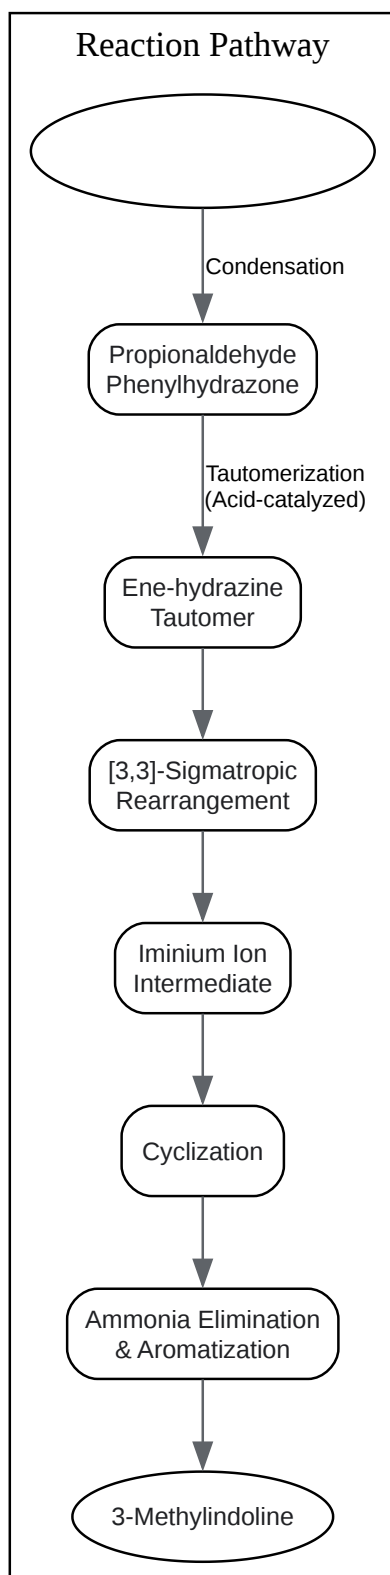 Reaction Pathway
Condensation
Propionaldehyde
Phenylhydrazone
Tautomerization
(Acid-catalyzed)
Ene-hydrazine
Tautomer
[3,3]-Sigmatropic
Rearrangement
Iminium Ion
Intermediate
Cyclization
Ammonia Elimination
& Aromatization
3-Methylindoline